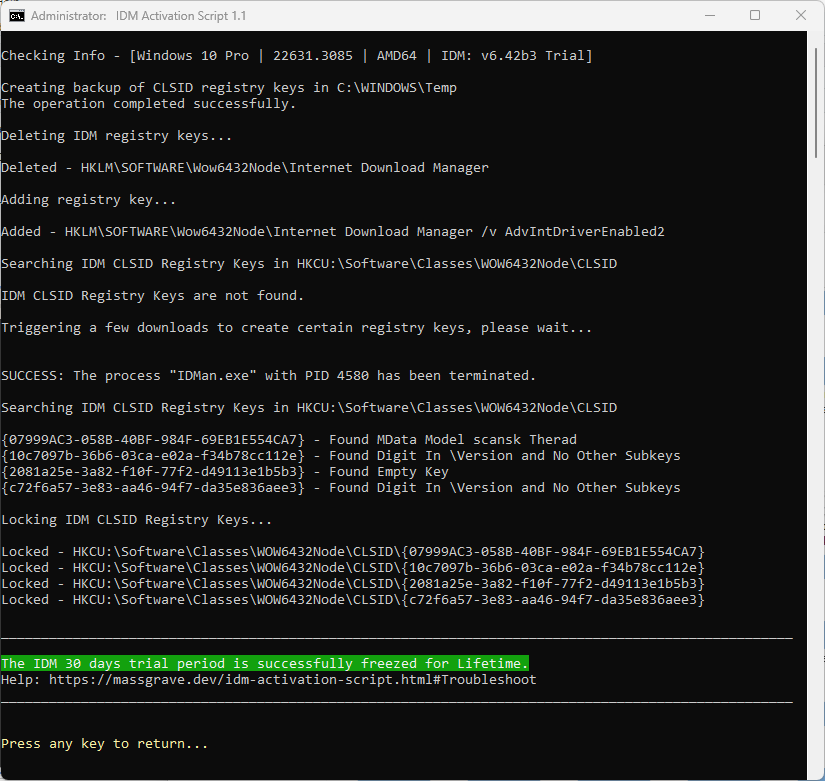 Administrator: IDM Activation Script 1.1
Checking Info - [Windows 10 Pro | 22631.3085 | AMD64 | IDM: v6.42b3 Trial]
Creating backup of CLSID registry keys in C:\WINDOWS\Temp
The operation completed successfully.
Deleting IDM registry keys...
Deleted - HKLM\SOFTWARE\Wow6432Node\Internet Download Manager
Adding registry key...
Added - HKLM\SOFTWARE\Wow6432Node\Internet Download Manager /v AdvIntDriverEnabled2
Searching IDM CLSID Registry Keys in HKCU:\Software\Classes\WOW6432Node\CLSID
IDM CLSID Registry Keys are not found.
Triggering a few downloads to create certain registry keys, please wait...
SUCCESS: The process "IDMan.exe" with PID 4580 has been terminated.
Searching IDM CLSID Registry Keys in HKCU:\Software\Classes\WOW6432Node\CLSID
{07999AC3-058B-40BF-984F-69EB1E554CA7} - Found MData Model scansk Therad
{10c7097b-36b6-03ca-e02a-f34b78cc112e} - Found Digit In \Version and No Other Subkeys
{2081a25e-3a82-f10f-77f2-d49113e1b5b3} - Found Empty Key
{c72f6a57-3e83-aa46-94f7-da35e836aee3} - Found Digit In \Version and No Other Subkeys
Locking IDM CLSID Registry Keys...
Locked - HKCU:\Software\Classes\WOW6432Node\CLSID\{07999AC3-058B-40BF-984F-69EB1E554CA7}
Locked - HKCU:\Software\Classes\WOW6432Node\CLSID\{10c7097b-36b6-03ca-e02a-f34b78cc112e}
Locked - HKCU:\Software\Classes\WOW6432Node\CLSID\{2081a25e-3a82-f10f-77f2-d49113e1b5b3}
Locked - HKCU:\Software\Classes\WOW6432Node\CLSID\{c72f6a57-3e83-aa46-94f7-da35e836aee3}
The IDM 30 days trial period is successfully freezed for Lifetime.
Help: https://massgrave.dev/idm-activation-script.html#Troubleshoot
Press any key to return...